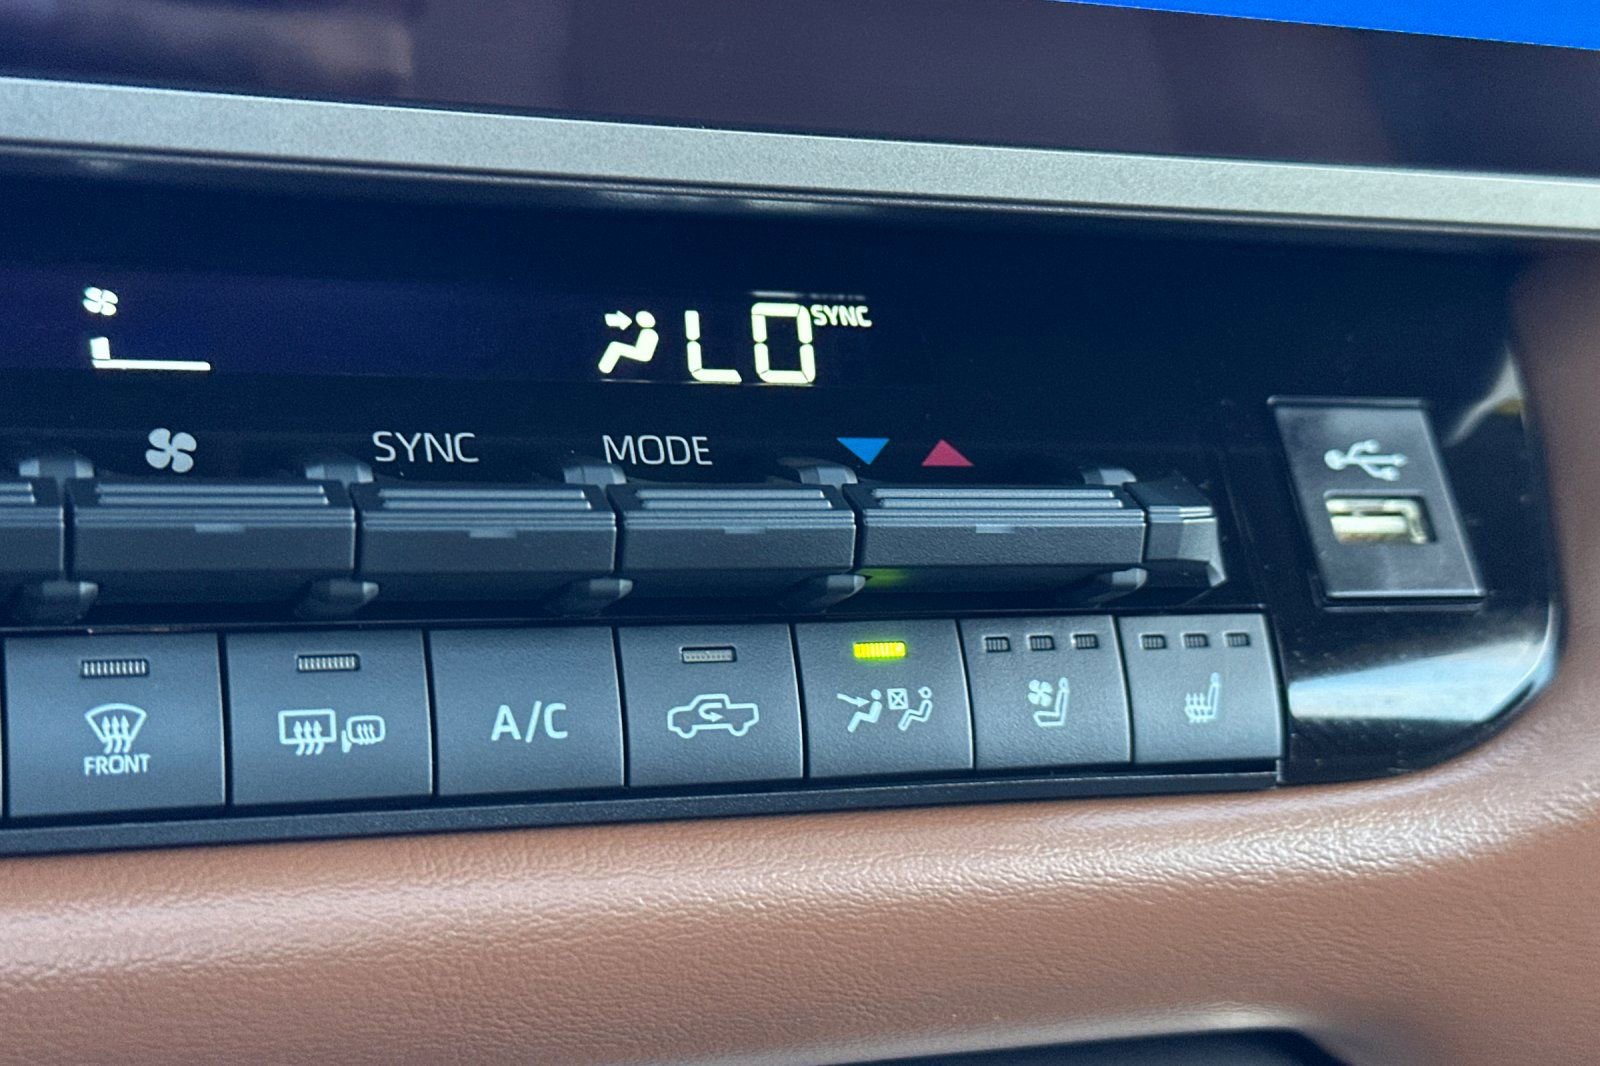 LO SYNC
SYNC MODE
FRONT
A/C